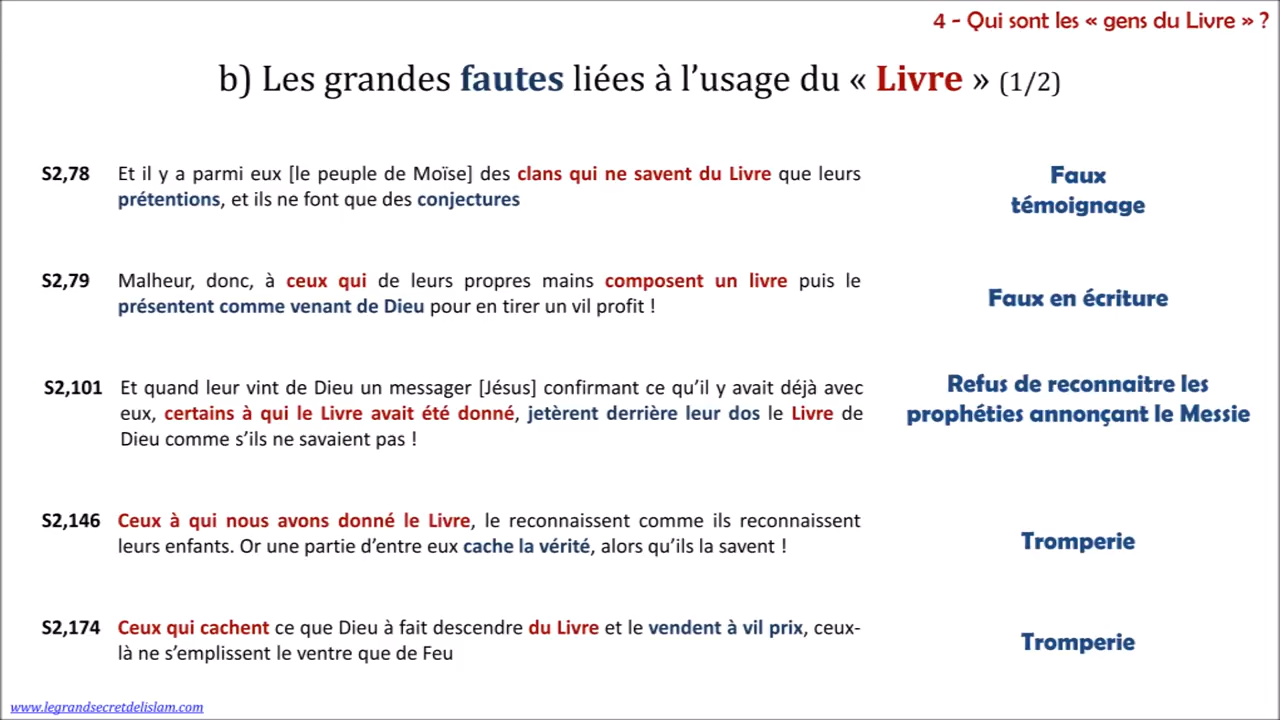 4 - Qui sont les « gens du Livre » ?
b) Les grandes fautes liées à l’usage du « Livre » (1/2)
S2,78 Et il y a parmi eux [le peuple de Moïse] des clans qui ne savent du Livre que leurs
prétentions, et ils ne font que des conjectures
Faux
témoignage
S2,79 Malheur, donc, à ceux qui de leurs propres mains composent un livre puis le
présentent comme venant de Dieu pour en tirer un vil profit !
Faux en écriture
S2,101 Et quand leur vint de Dieu un messager [Jésus] confirmant ce qu’il y avait déjà avec
eux, certains à qui le Livre avait été donné, jetèrent derrière leur dos le Livre de
Dieu comme s’ils ne savaient pas !
Refus de reconnaitre les
prophéties annonçant le Messie
S2,146 Ceux à qui nous avons donné le Livre, le reconnaissent comme ils reconnaissent
leurs enfants. Or une partie d’entre eux cache la vérité, alors qu’ils la savent !
Tromperie
S2,174 Ceux qui cachent ce que Dieu à fait descendre du Livre et le vendent à vil prix, ceux-
là ne s’emplissent le ventre que de Feu
Tromperie
www.legrandsecretdelislam.com